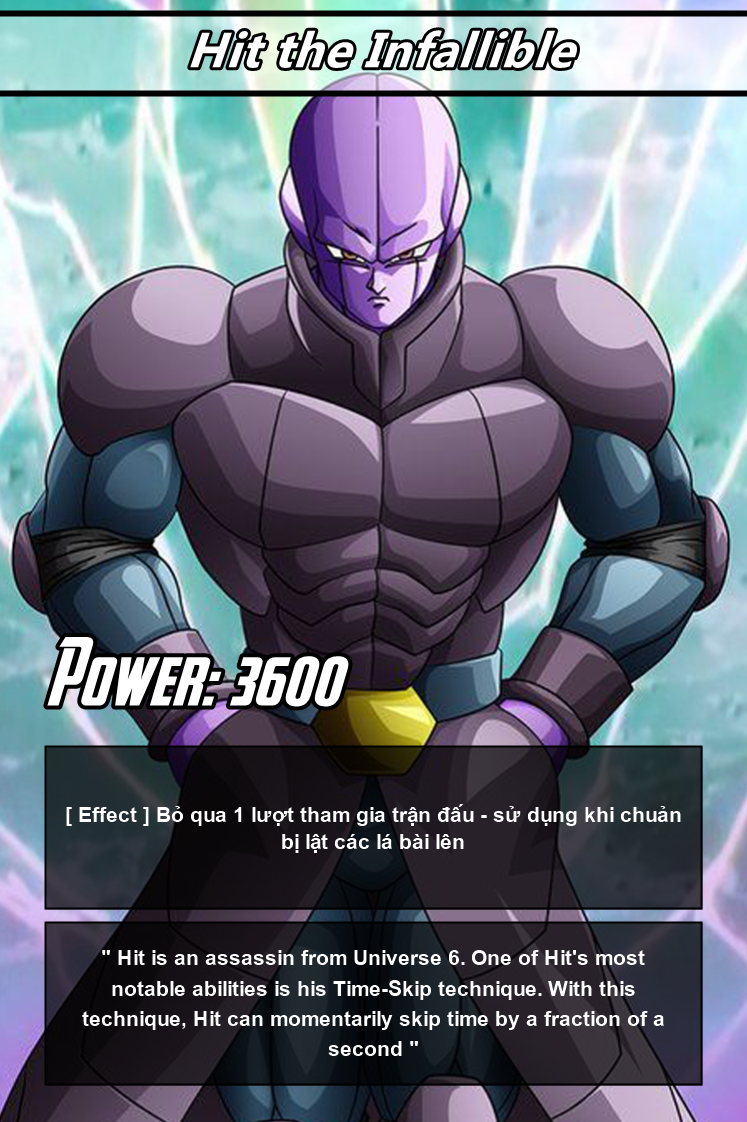 Hit the Infallible
POWER: 3600
[ Effect ] Bỏ qua 1 lượt tham gia trận đấu - sử dụng khi chuẩn
bị lật các lá bài lên
" Hit is an assassin from Universe 6. One of Hit's most
notable abilities is his Time-Skip technique. With this
technique, Hit can momentarily skip time by a fraction of a
second "